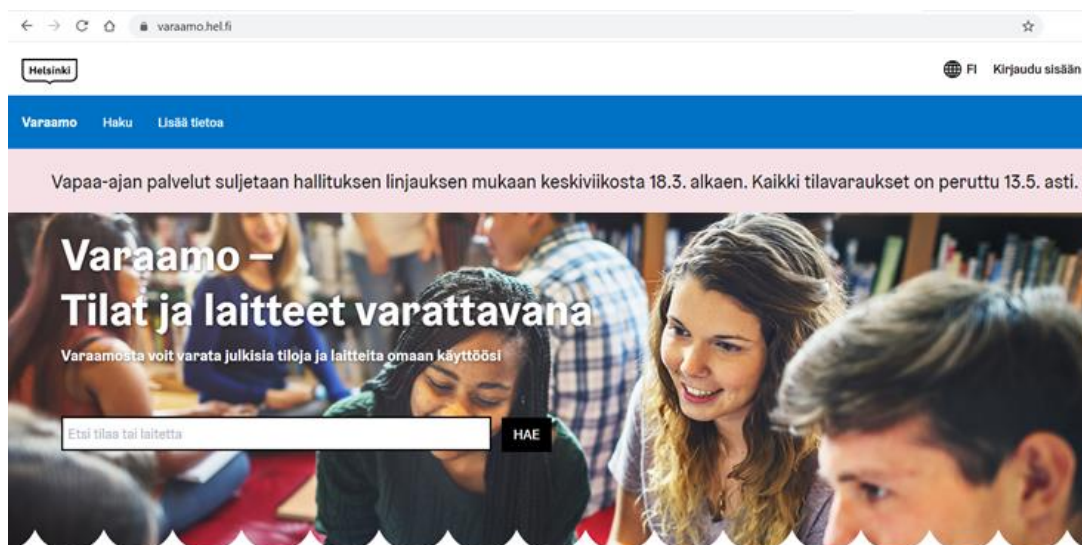 varaamo.hel.fi
Helsinki
FI Kirjaudu sisään
Varaamo Haku Lisää tietoa
Vapaa-ajan palvelut suljetaan hallituksen linjauksen mukaan keskiviikosta 18.3. alkaen. Kaikki tilavaraukset on peruttu 13.5. asti.
Varaamo –
Tilat ja laitteet varattavana
Varaamosta voit varata julkisia tiloja ja laitteita omaan käyttöösi
Etsi tilaa tai laitetta HAE